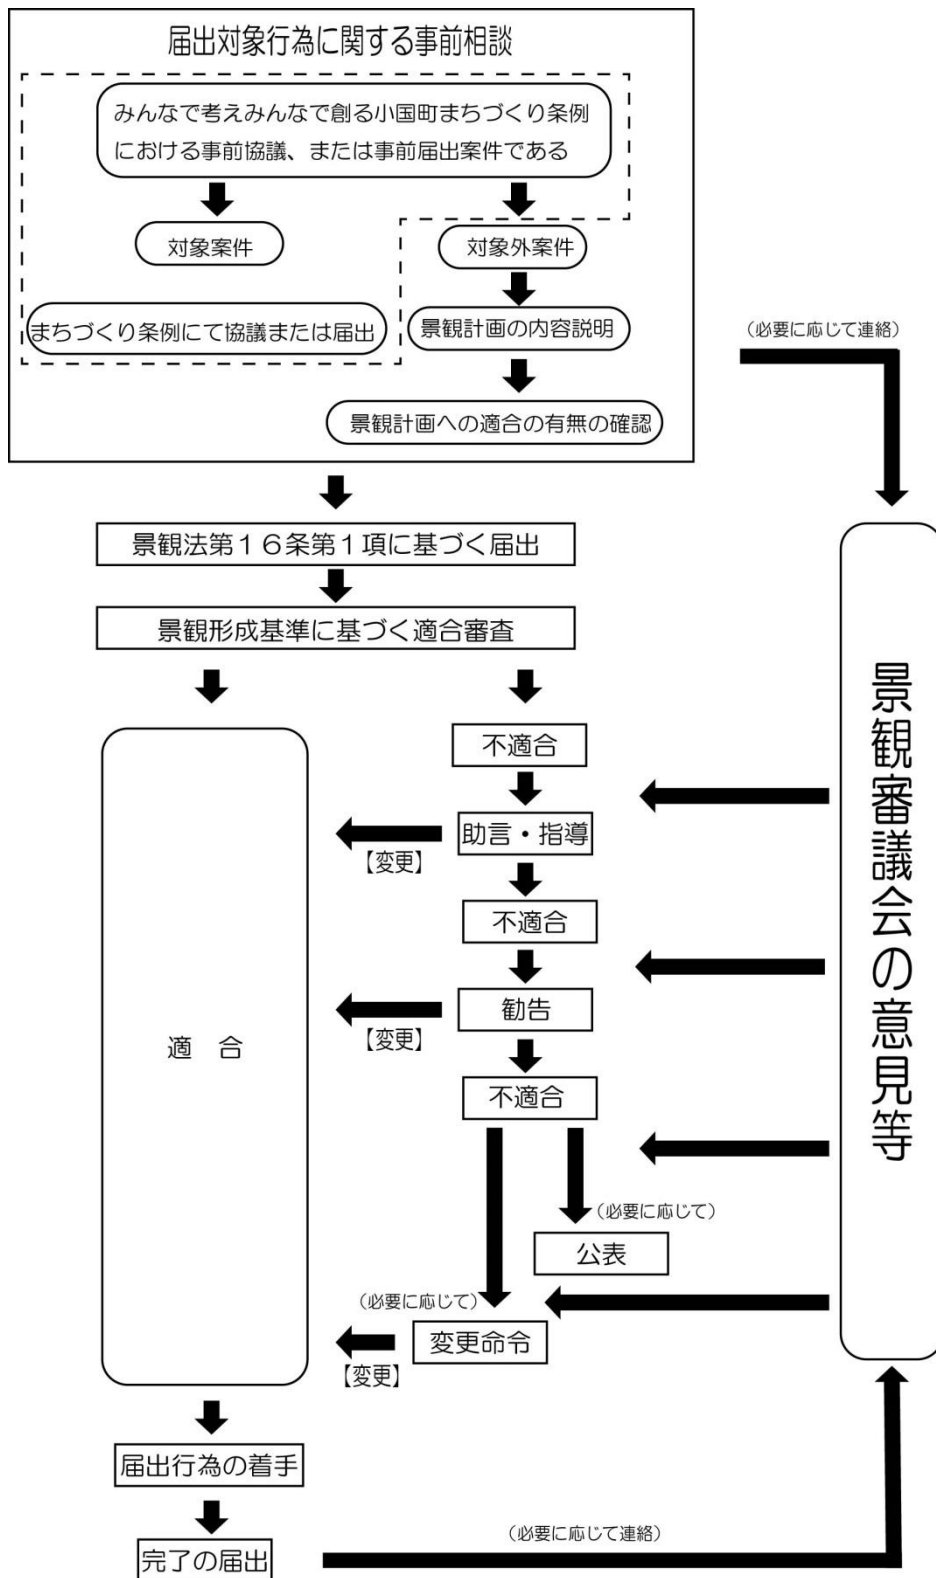 届出対象行為に関する事前相談
みんなで考えみんなで創る小国町まちづくり条例
における事前協議、または事前届出案件である
対象案件
対象外案件
まちづくり条例にて協議または届出
景観計画の内容説明
（必要に応じて連絡）
景観計画への適合の有無の確認
景観法第１６条第１項に基づく届出
景観形成基準に基づく適合審査
不適合
助言・指導
【変更】
不適合
勧告
【変更】
適　合
不適合
景観審議会の意見等
（必要に応じて）
公表
（必要に応じて）
変更命令
【変更】
届出行為の着手
（必要に応じて連絡）
完了の届出